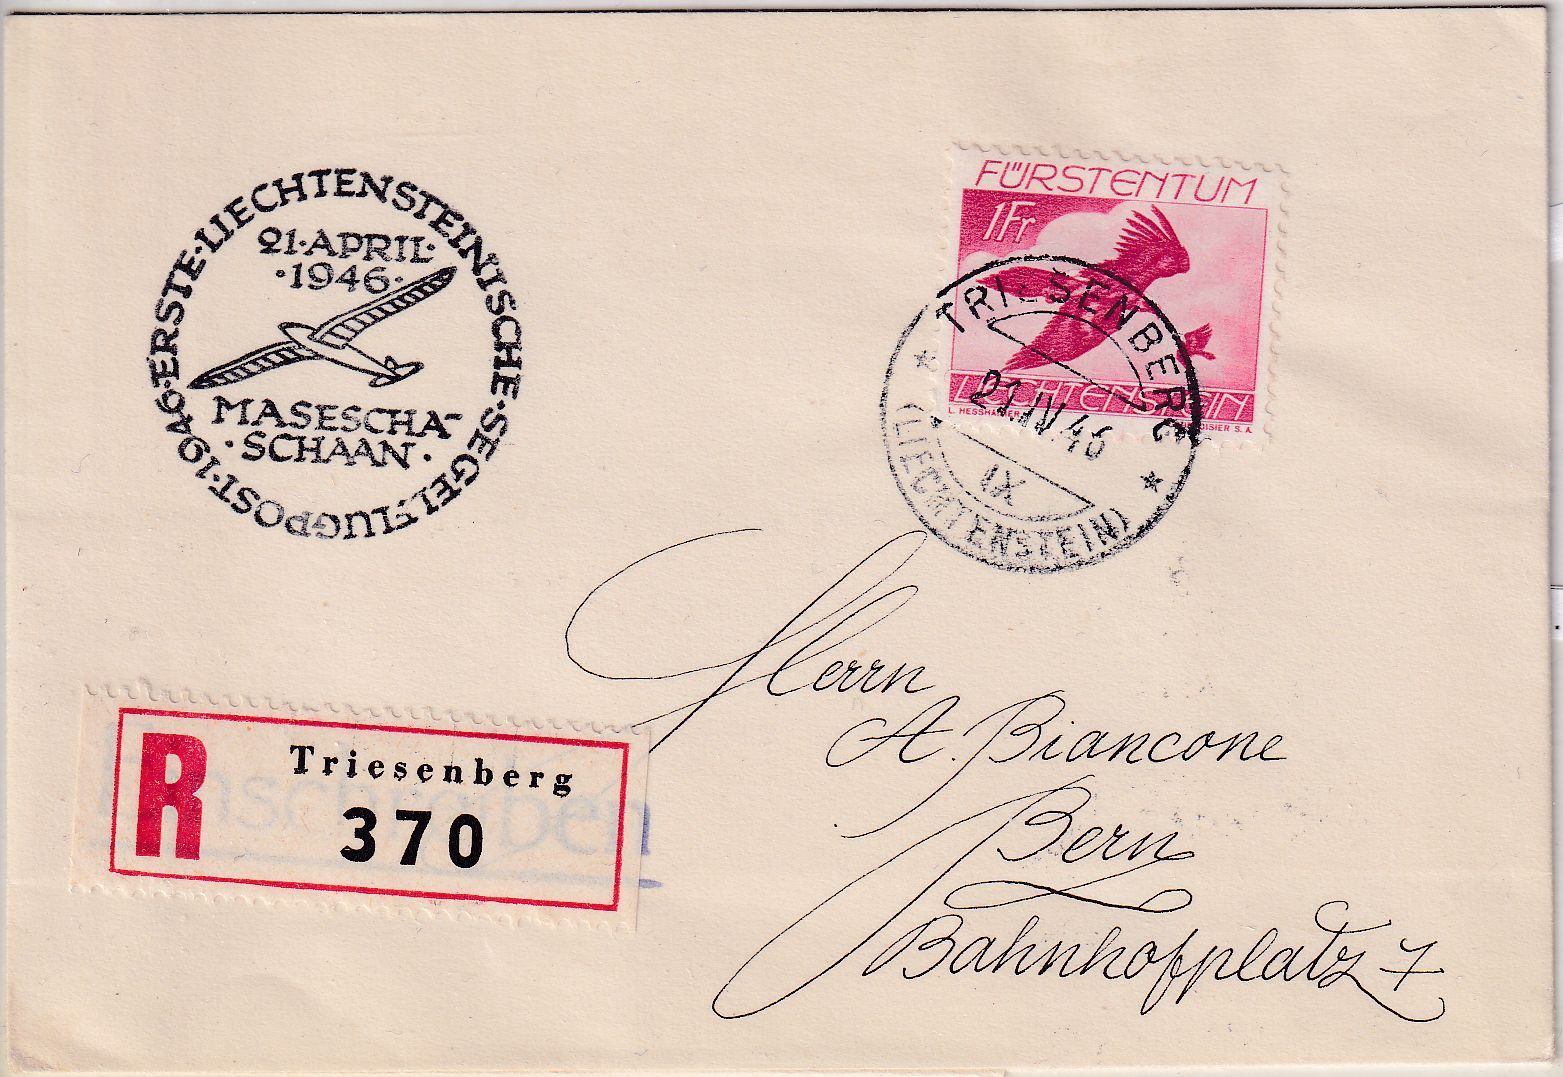 ERSTE·LIECHTENSTEINISCHE·SEGELFLUGPOST·1946·
21·APRIL·
·1946·
MASESCHA-
·SCHAAN·
FÜRSTENTUM
1Fr
LIECHTENSTEIN
TRIESENBERG
21.IV.46
IX
(LIECHTENSTEIN)
Herrn
A. Biancone
Bern
Bahnhofplatz 7
R
Triesenberg
370
Einschreiben